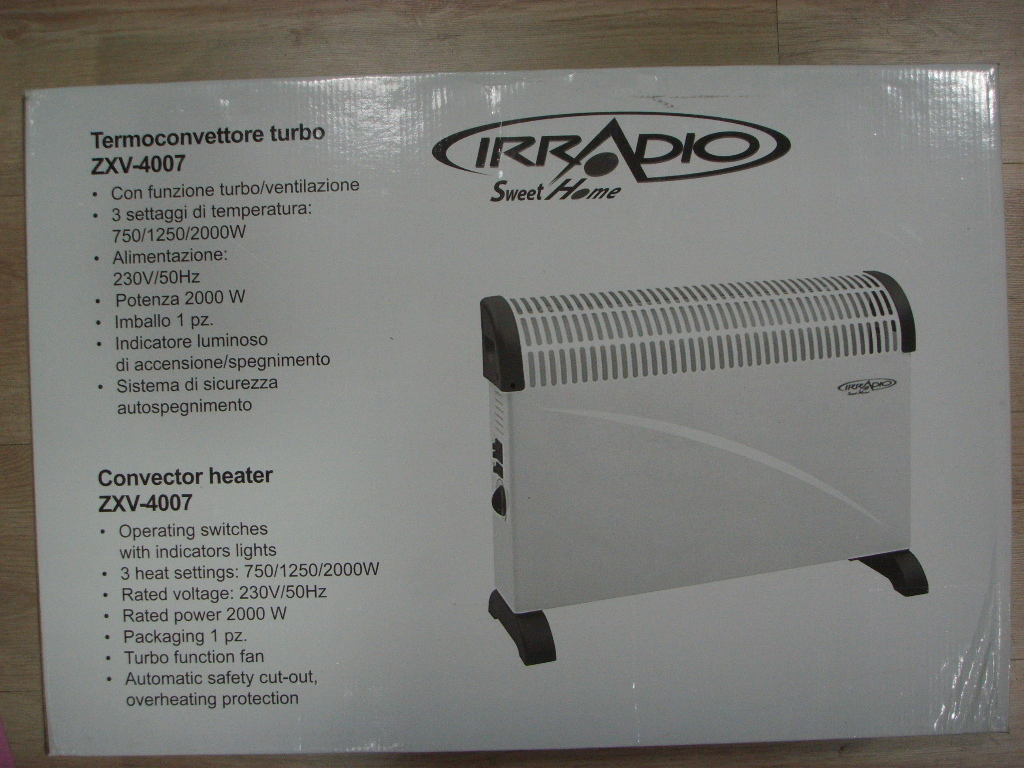 Termoconvettore turbo
ZXV-4007
• Con funzione turbo/ventilazione
• 3 settaggi di temperatura:
750/1250/2000W
• Alimentazione:
230V/50Hz
• Potenza 2000 W
• Imballo 1 pz.
• Indicatore luminoso
di accensione/spegnimento
• Sistema di sicurezza
autospegnimento
Convector heater
ZXV-4007
• Operating switches
with indicators lights
• 3 heat settings: 750/1250/2000W
• Rated voltage: 230V/50Hz
• Rated power 2000 W
• Packaging 1 pz.
• Turbo function fan
• Automatic safety cut-out,
overheating protection
IRRADIO
Sweet Home
IRRADIO
Sweet Home